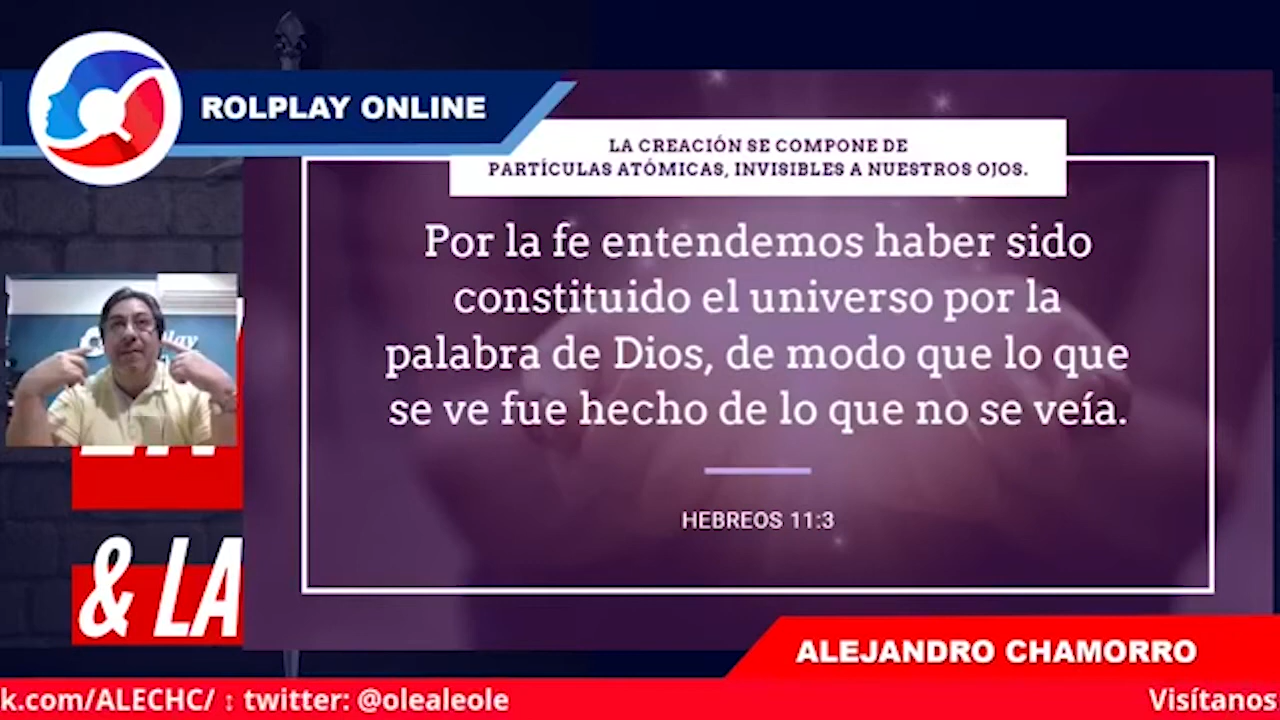 ROLPLAY ONLINE
LA CREACIÓN SE COMPONE DE
PARTÍCULAS ATÓMICAS, INVISIBLES A NUESTROS OJOS.
Por la fe entendemos haber sido
constituido el universo por la
palabra de Dios, de modo que lo que
se ve fue hecho de lo que no se veía.
HEBREOS 11:3
& LA
ALEJANDRO CHAMORRO
k.com/ALECHC/ ↕ twitter: @olealeole
Visítanos